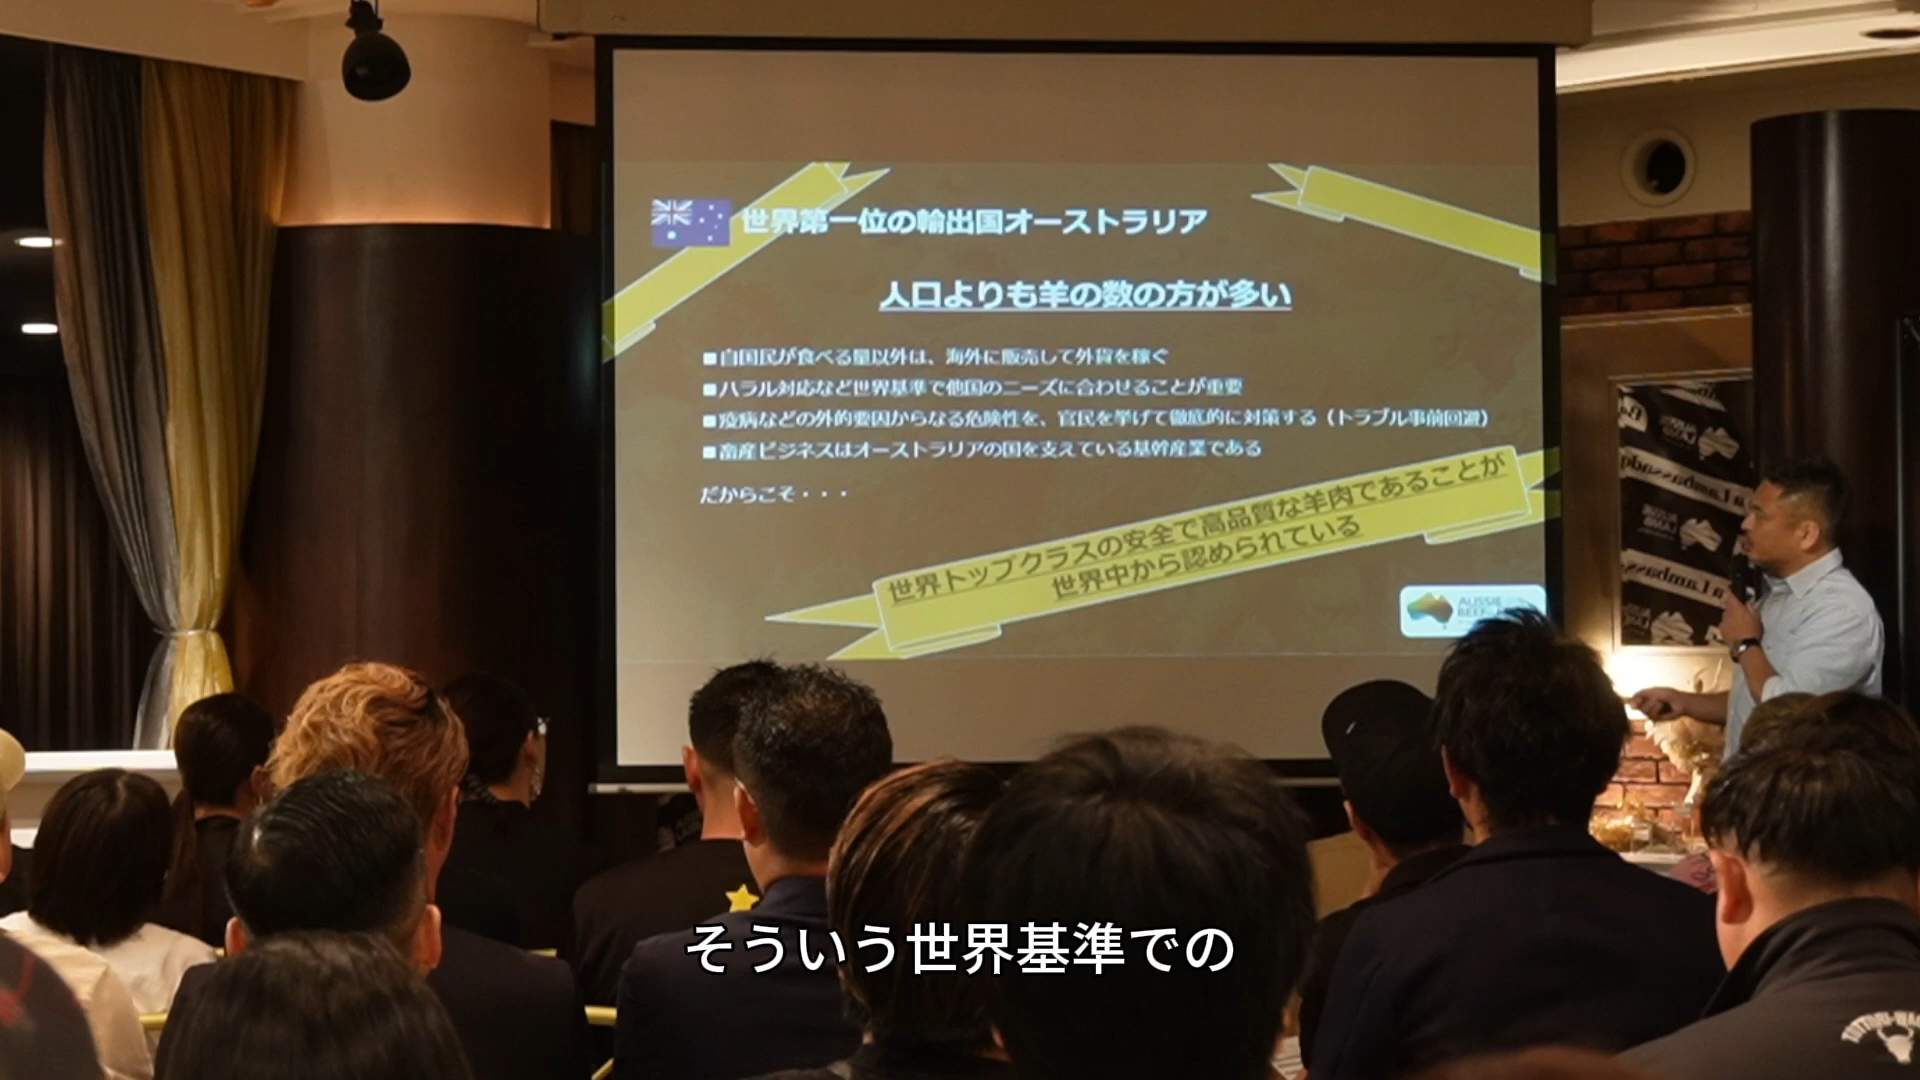 世界第一位の輸出国オーストラリア
人口よりも羊の数の方が多い
■自国民が食べる量以外は、海外に販売して外貨を稼ぐ
■ハラル対応など世界基準で他国のニーズに合わせることが重要
■疫病などの外的要因からなる危険性を、官民を挙げて徹底的に対策する（トラブル事前回避）
■畜産ビジネスはオーストラリアの国を支えている基幹産業である
だからこそ・・・
世界トップクラスの安全で高品質な羊肉であることが
世界中から認められている
AUSSIE
BEEF
そういう世界基準での